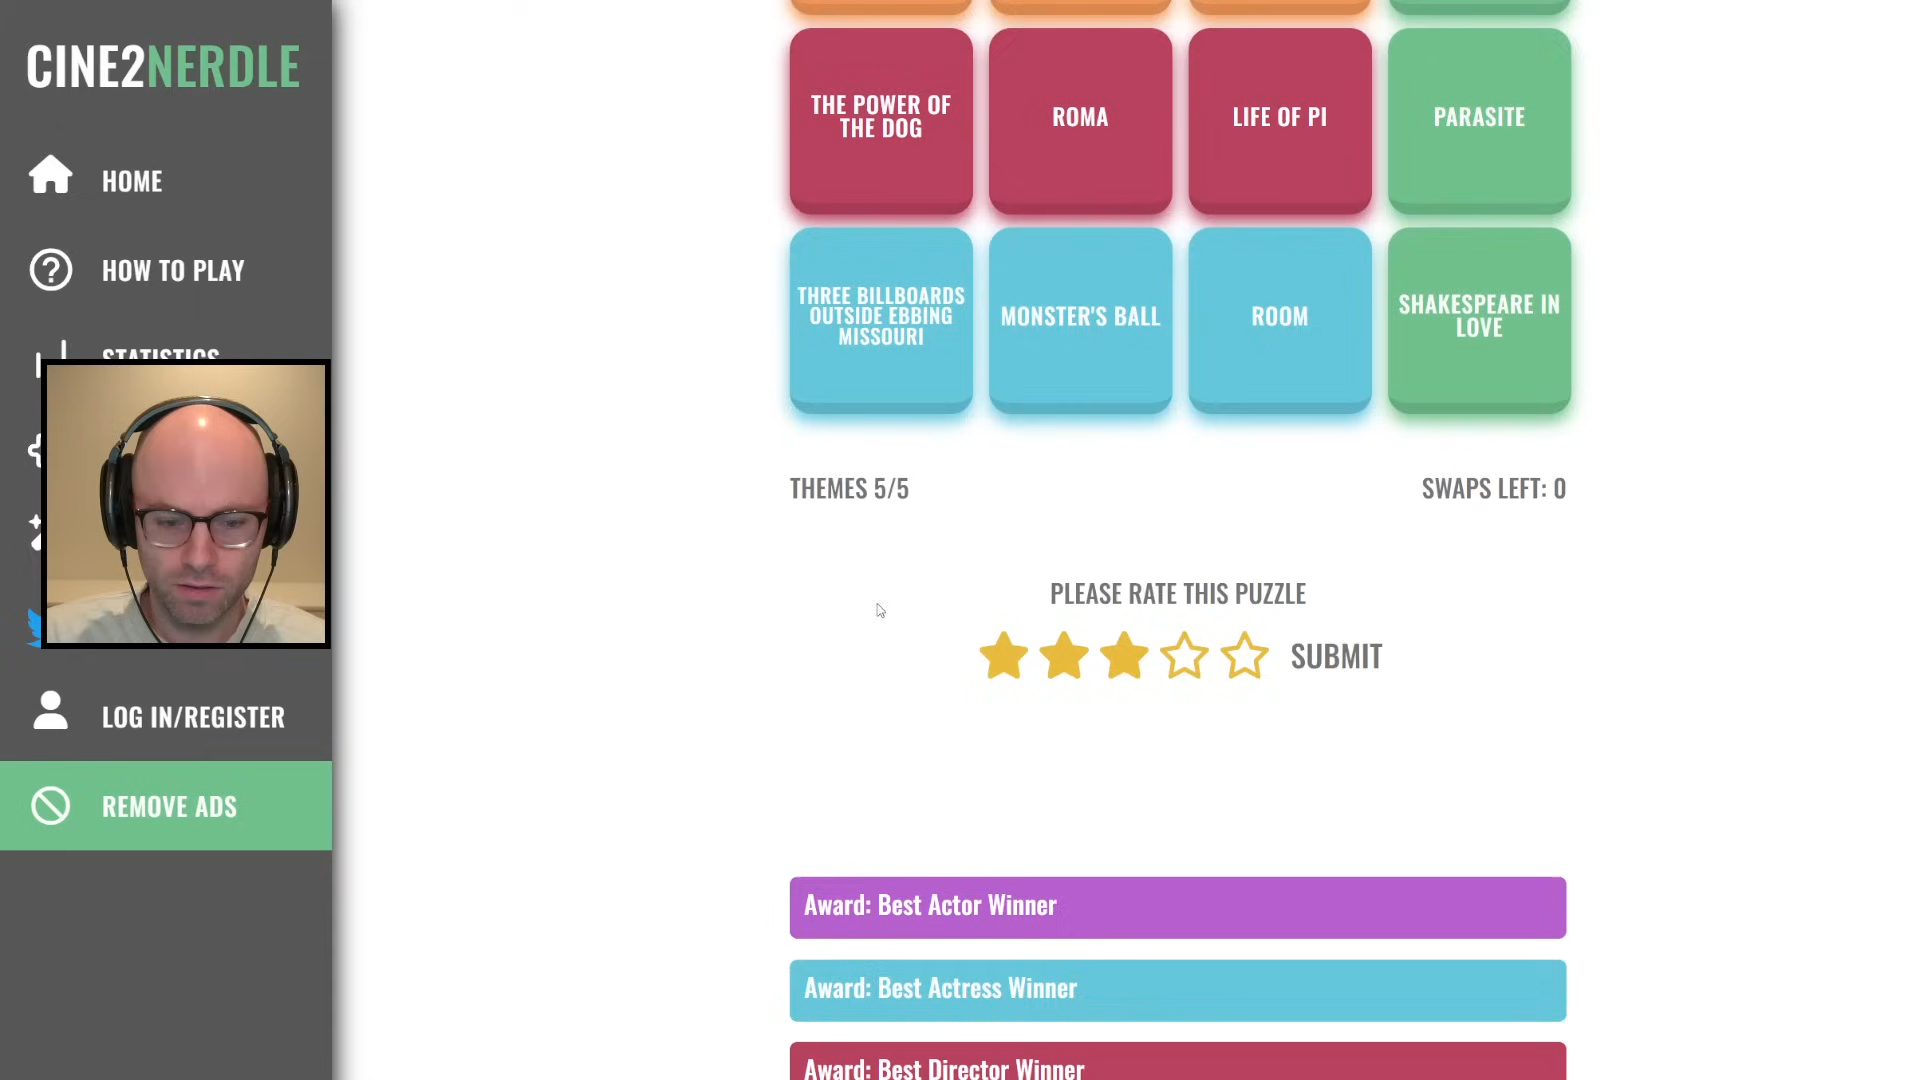 CINE2NERDLE
HOME
HOW TO PLAY
STATISTICS
LOG IN/REGISTER
REMOVE ADS
THE POWER OF
THE DOG
ROMA
LIFE OF PI
PARASITE
THREE BILLBOARDS
OUTSIDE EBBING
MISSOURI
MONSTER'S BALL
ROOM
SHAKESPEARE IN
LOVE
THEMES 5/5
SWAPS LEFT: 0
PLEASE RATE THIS PUZZLE
SUBMIT
Award: Best Actor Winner
Award: Best Actress Winner
Award: Best Director Winner